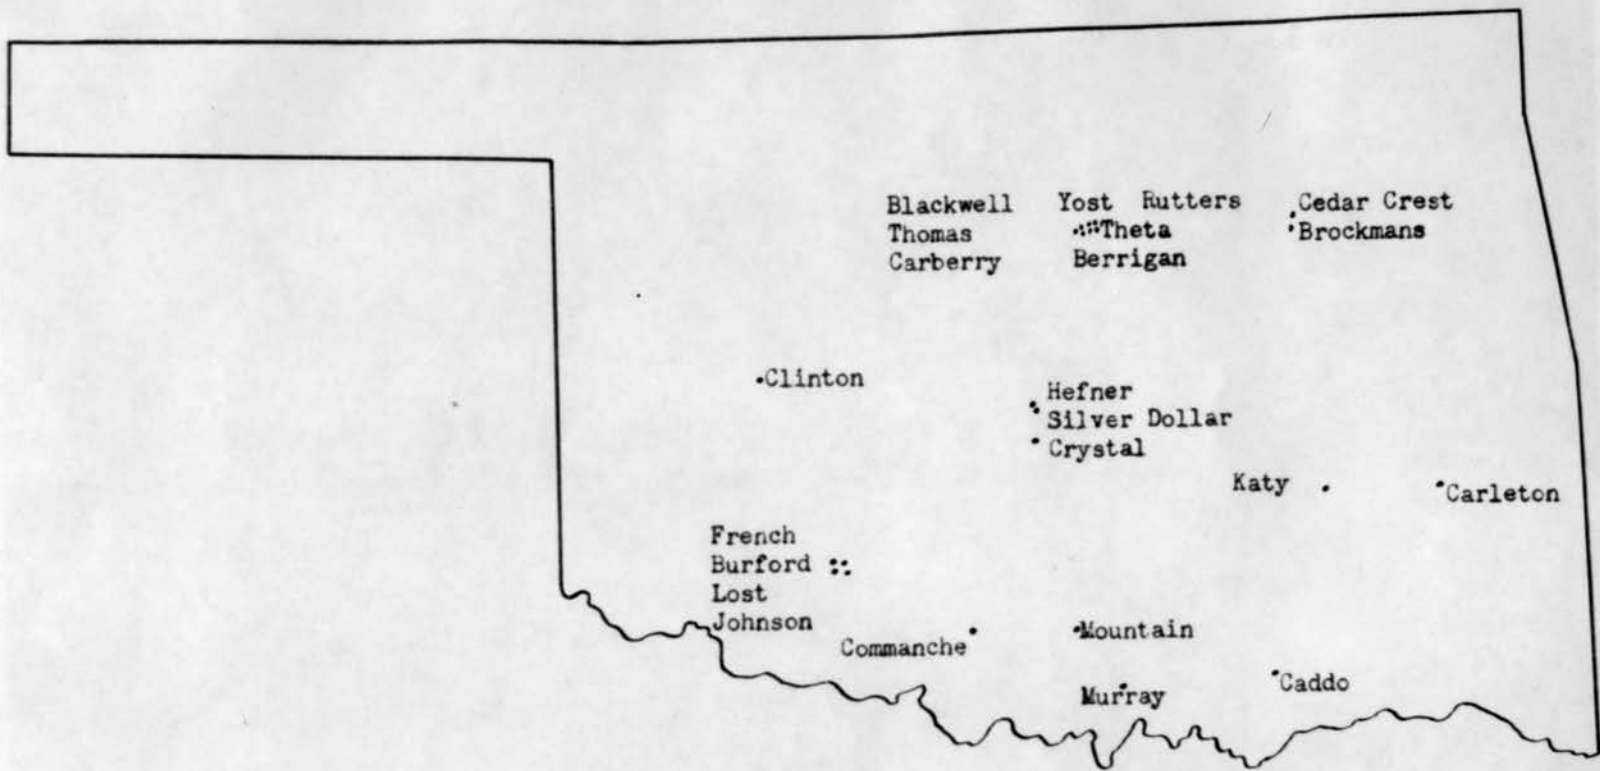 Blackwell Yost Rutters Cedar Crest
Thomas Theta Brockmans
Carberry Berrigan
Clinton
Hefner
Silver Dollar
Crystal
Katy
Carleton
French
Burford
Lost
Johnson
Commanche
Mountain
Murray
Caddo